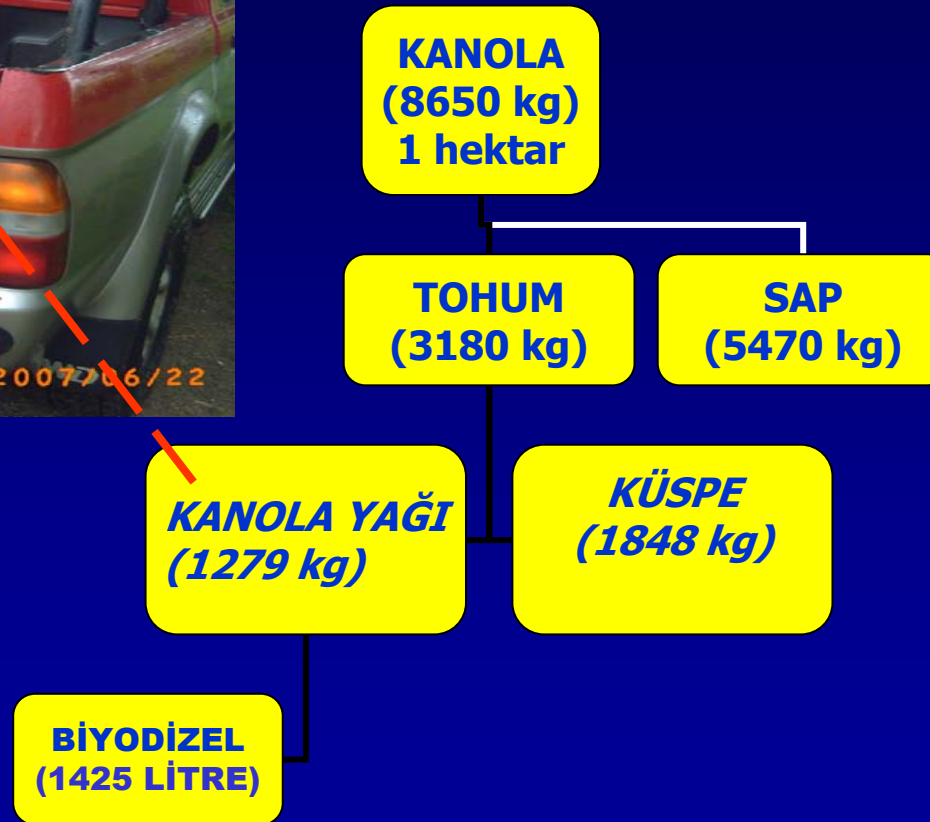 KANOLA
(8650 kg)
1 hektar
TOHUM
(3180 kg)
SAP
(5470 kg)
2007/06/22
KANOLA YAĞI
(1279 kg)
KÜSPE
(1848 kg)
BİYODİZEL
(1425 LİTRE)